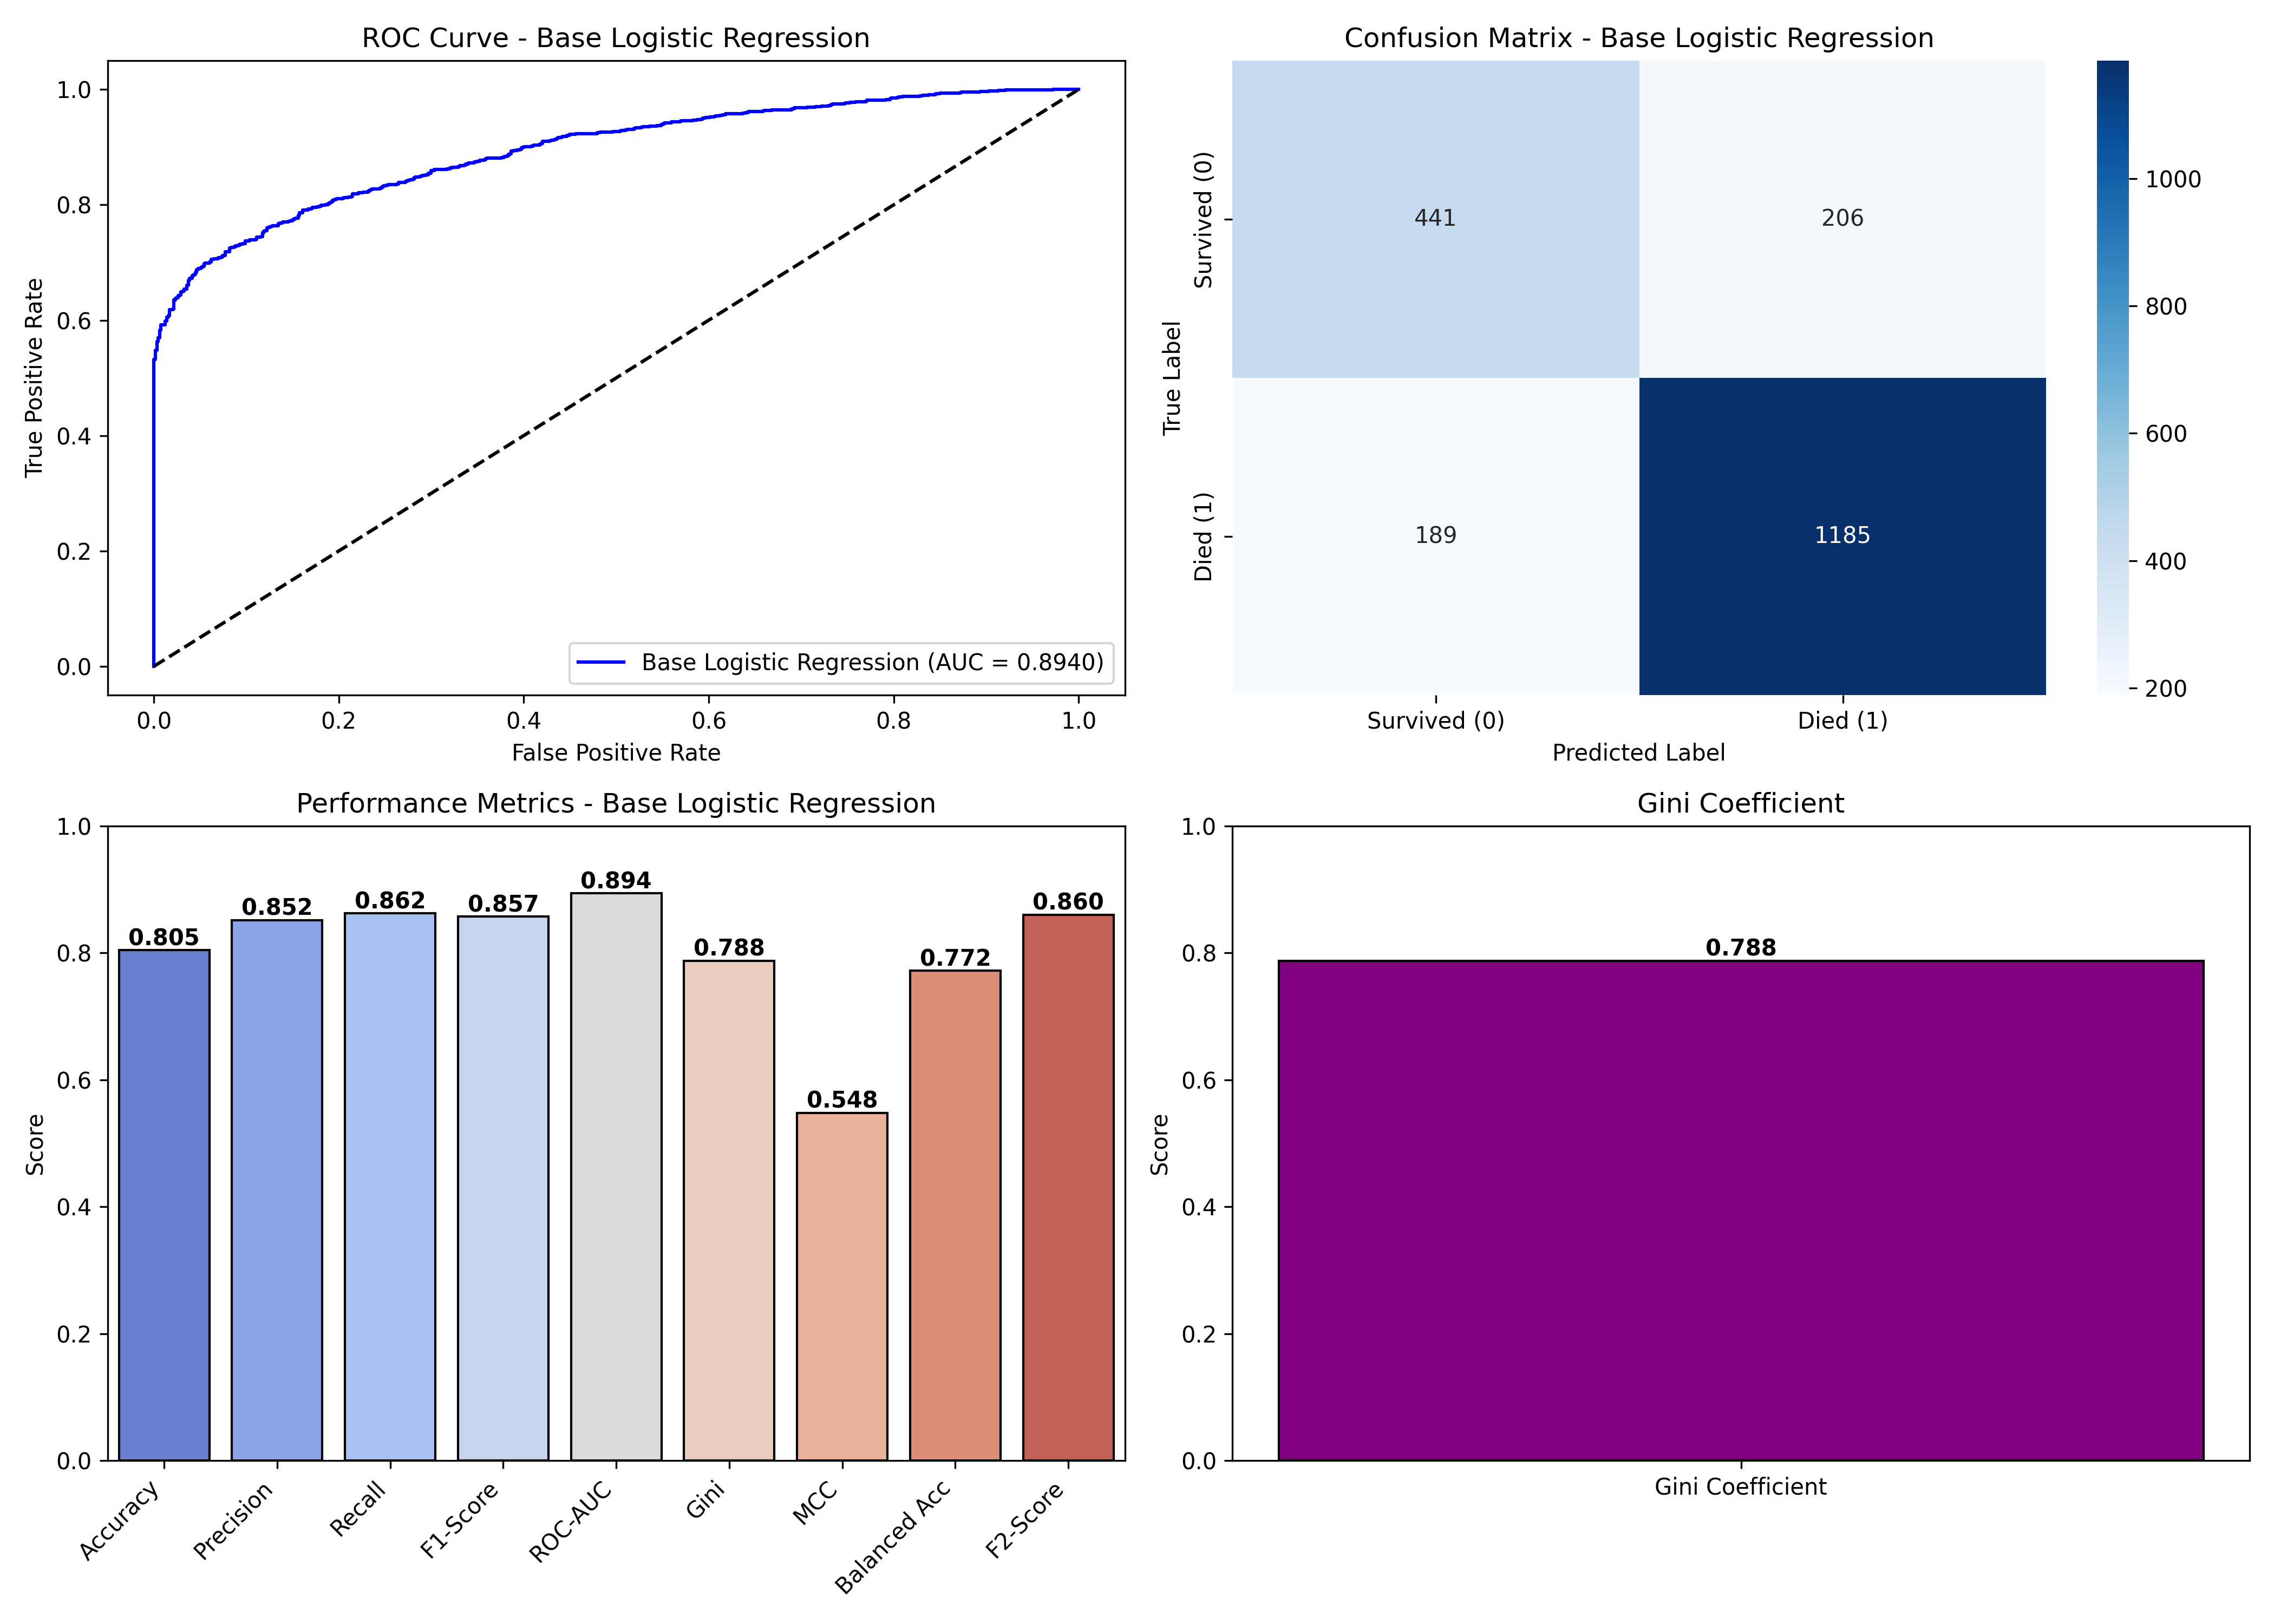 ROC Curve - Base Logistic Regression
True Positive Rate
1.0
0.8
0.6
0.4
0.2
0.0
0.0 0.2 0.4 0.6 0.8 1.0
False Positive Rate
Base Logistic Regression (AUC = 0.8940)
Confusion Matrix - Base Logistic Regression
True Label
Survived (0)
Died (1)
441 206
189 1185
Survived (0) Died (1)
Predicted Label
1000
800
600
400
200
Performance Metrics - Base Logistic Regression
Score
1.0
0.8
0.6
0.4
0.2
0.0
0.805 0.852 0.862 0.857 0.894 0.788 0.548 0.772 0.860
Accuracy Precision Recall F1-Score ROC-AUC Gini MCC Balanced Acc F2-Score
Gini Coefficient
Score
1.0
0.8
0.6
0.4
0.2
0.0
0.788
Gini Coefficient